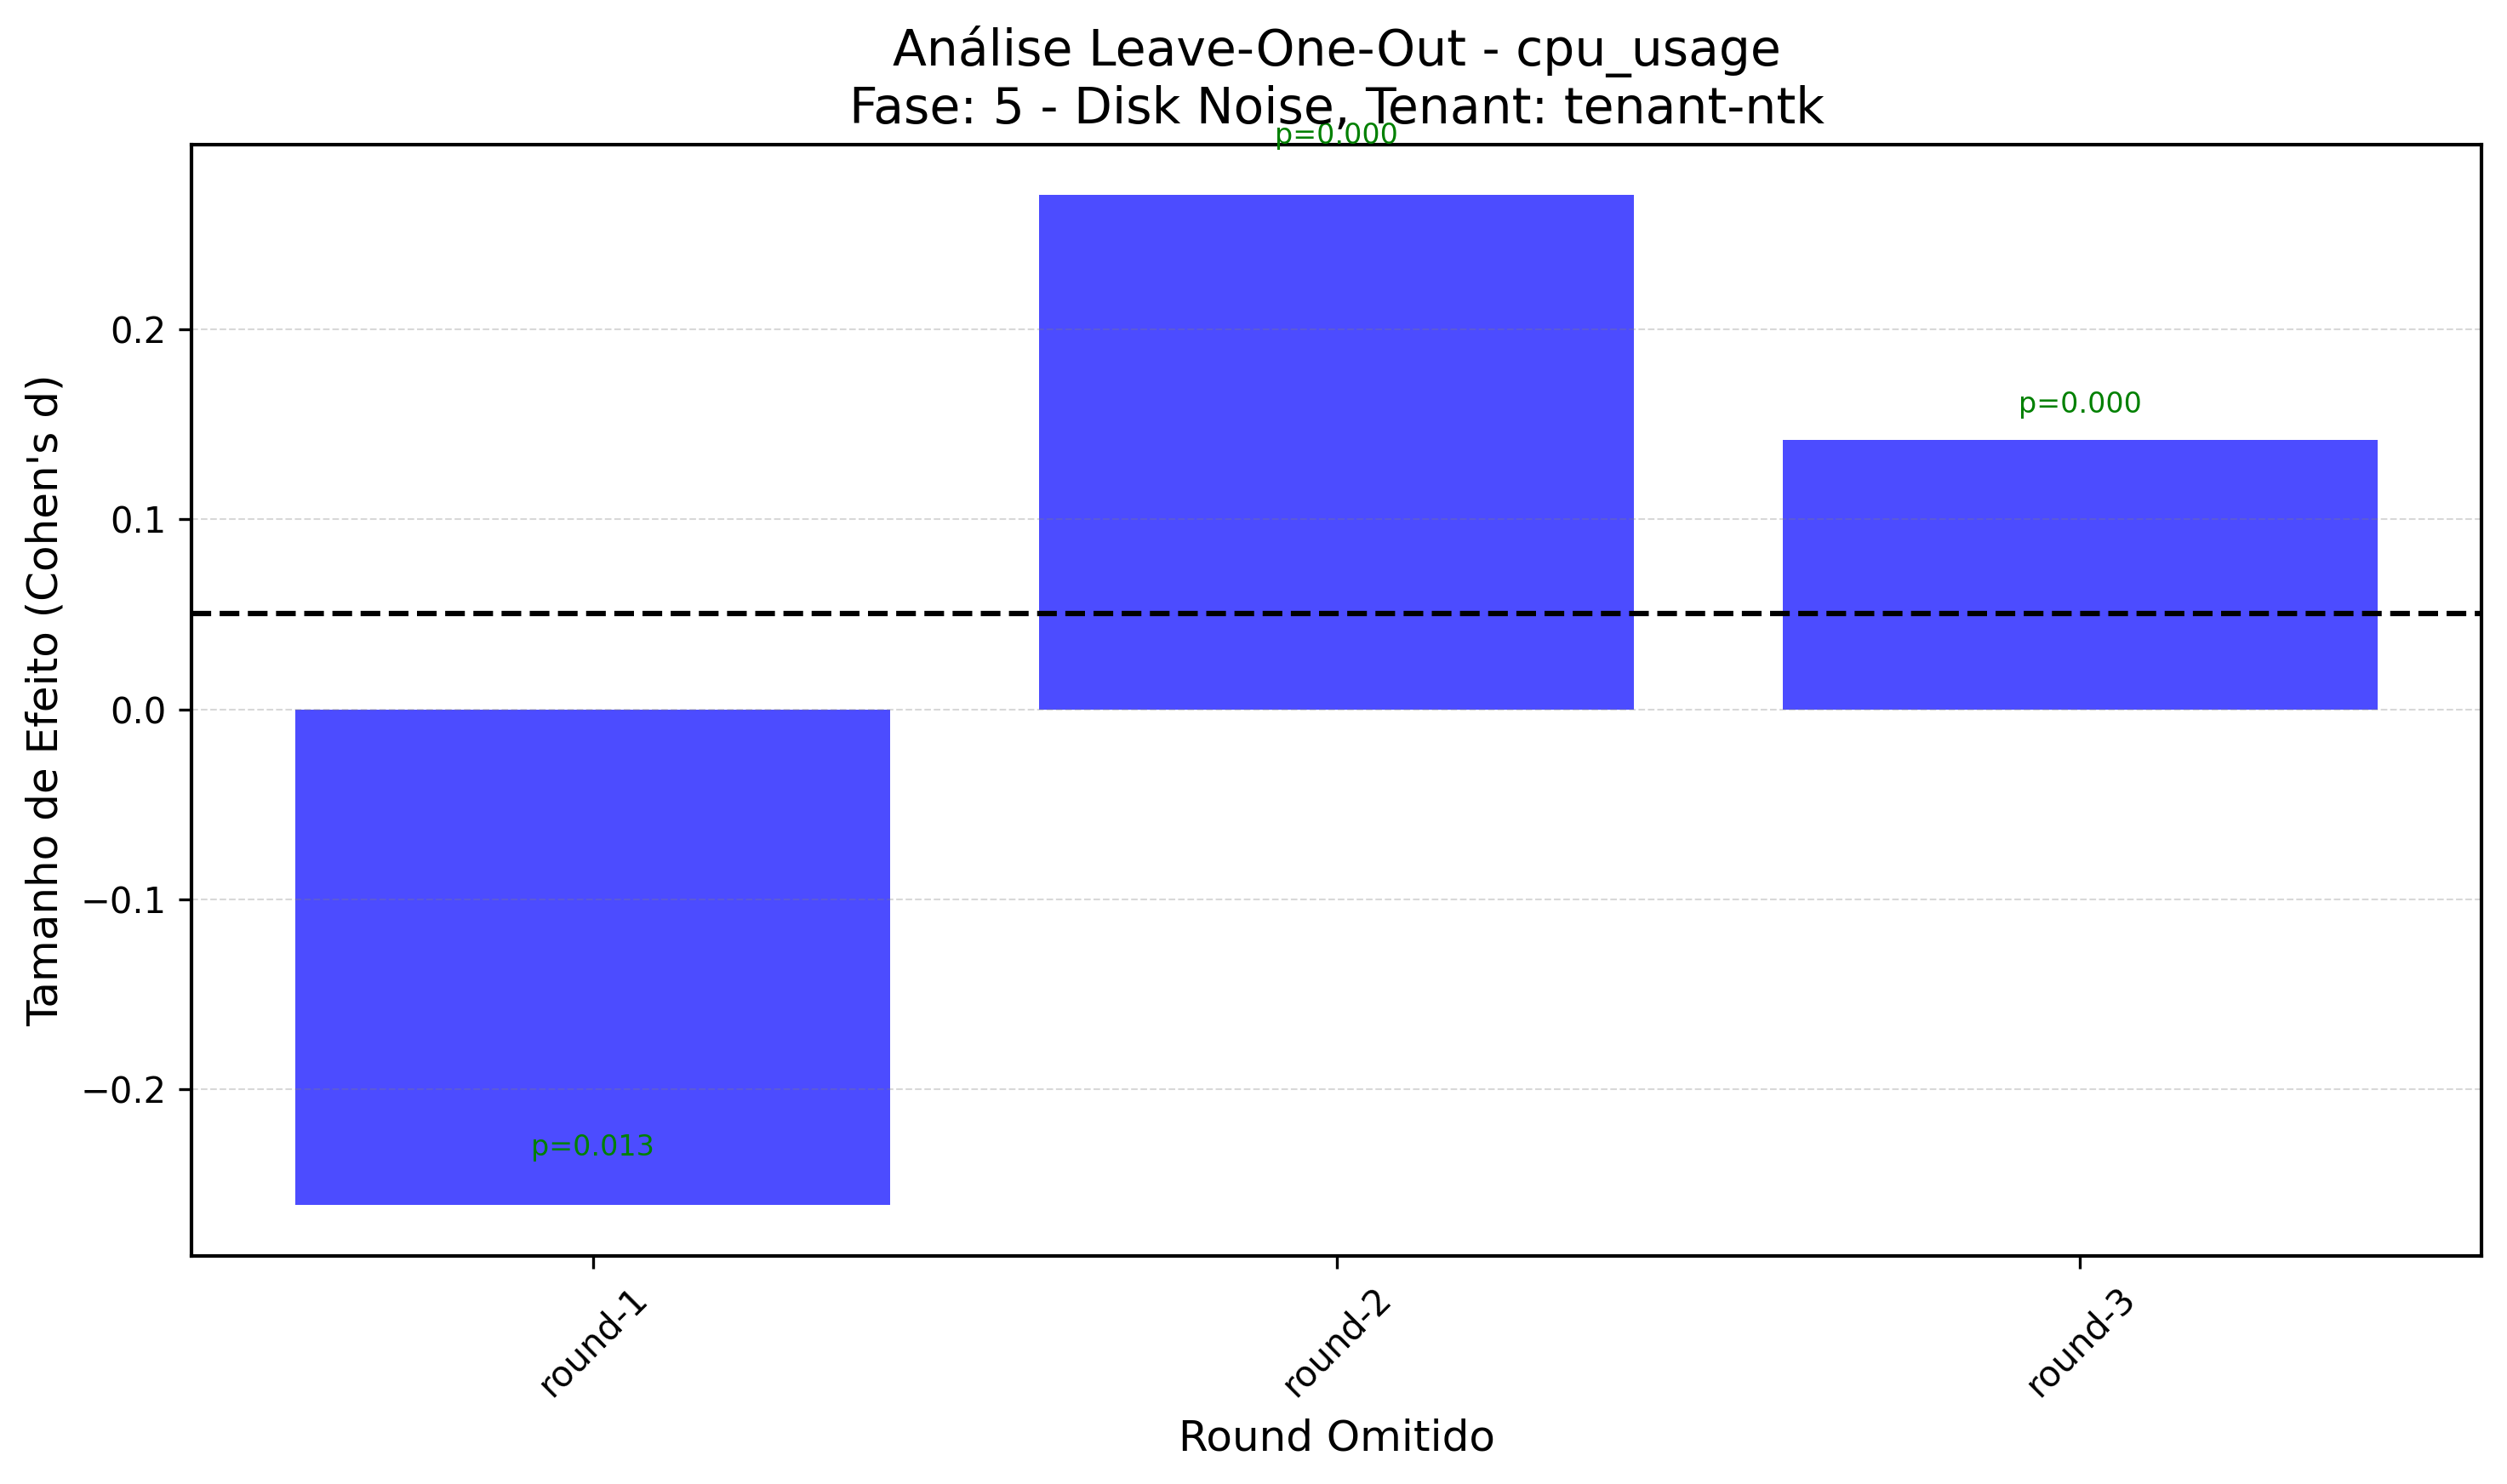 Análise Leave-One-Out - cpu_usage
Fase: 5 - Disk Noise, Tenant: tenant-ntk
p=0.000
p=0.000
p=0.013
Tamanho de Efeito (Cohen's d)
0.2
0.1
0.0
−0.1
−0.2
round-1
round-2
round-3
Round Omitido